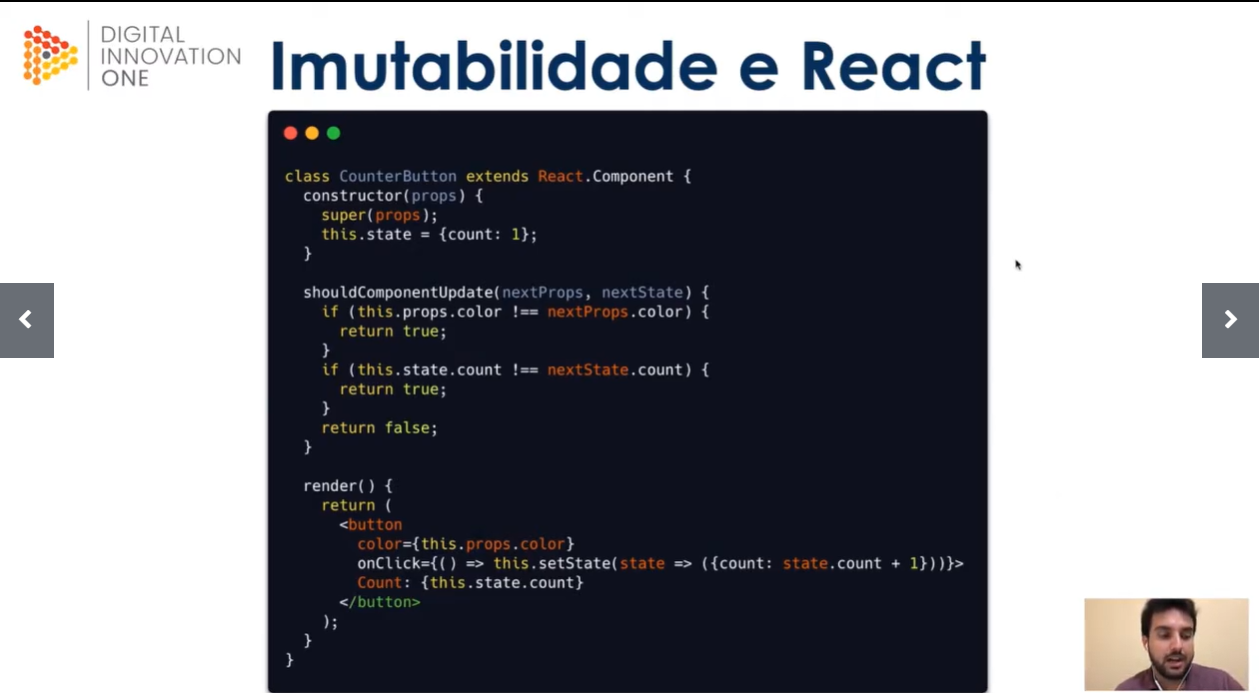 DIGITAL
INNOVATION
ONE
Imutabilidade e React
class CounterButton extends React.Component {
  constructor(props) {
    super(props);
    this.state = {count: 1};
  }

  shouldComponentUpdate(nextProps, nextState) {
    if (this.props.color !== nextProps.color) {
      return true;
    }
    if (this.state.count !== nextState.count) {
      return true;
    }
    return false;
  }

  render() {
    return (
      <button
        color={this.props.color}
        onClick={() => this.setState(state => ({count: state.count + 1}))}>
        Count: {this.state.count}
      </button>
    );
  }
}